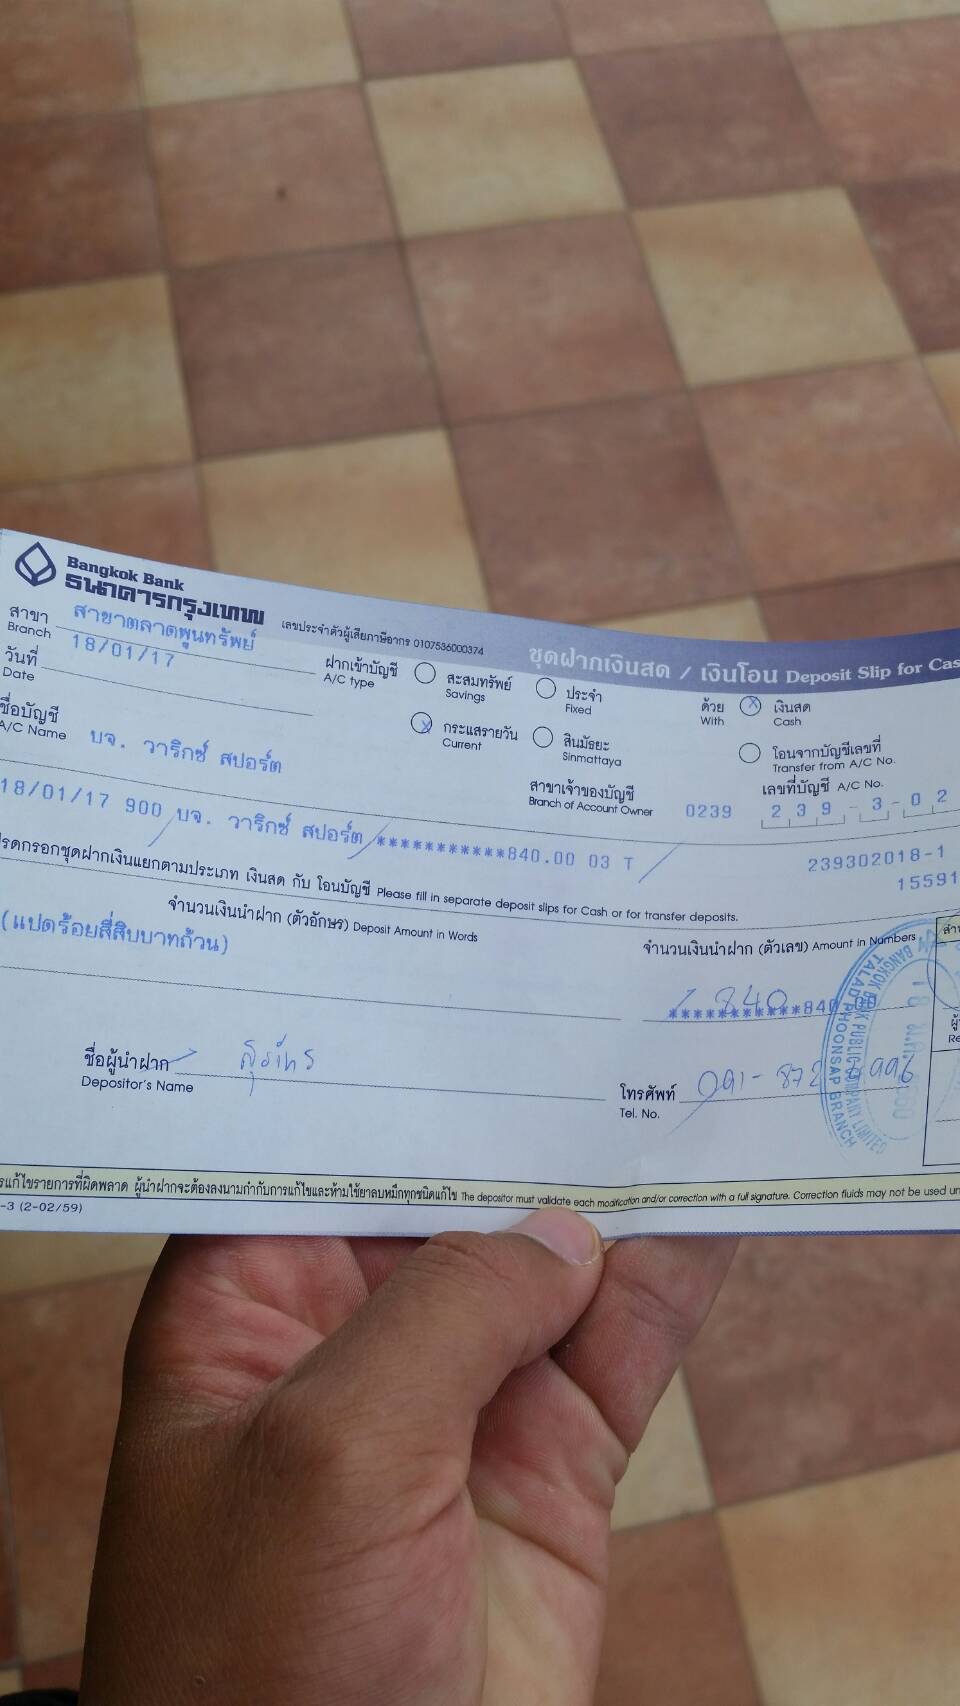 Bangkok Bank
ธนาคารกรุงเทพ
เลขประจำตัวผู้เสียภาษีอากร 0107536000374
ชุดฝากเงินสด / เงินโอน Deposit Slip for Cas
สาขา สาขาตลาดพูนทรัพย์
Branch
วันที่ 18/01/17
Date
ฝากเข้าบัญชี
A/C type
สะสมทรัพย์
Savings
ประจำ
Fixed
กระแสรายวัน
Current
สินมัธยะ
Sinmattaya
ด้วย
With
เงินสด
Cash
โอนจากบัญชีเลขที่
Transfer from A/C No.
ชื่อบัญชี
A/C Name บจ. วาริกซ์ สปอร์ต
สาขาเจ้าของบัญชี
Branch of Account Owner 0239
เลขที่บัญชี A/C No.
2 3 9 - 3 - 0 2
18/01/17 900 บจ. วาริกซ์ สปอร์ต ***********840.00 03 T
239302018-1
15591
รดกรอกชุดฝากเงินแยกตามประเภท เงินสด กับ โอนบัญชี Please fill in separate deposit slips for Cash or for transfer deposits.
จำนวนเงินนำฝาก (ตัวอักษร) Deposit Amount in Words
(แปดร้อยสี่สิบบาทถ้วน)
จำนวนเงินนำฝาก (ตัวเลข) Amount in Numbers
840
***********840.00
ชื่อผู้นำฝาก
Depositor's Name
โทรศัพท์
Tel. No.
BANGKOK BANK PUBLIC COMPANY LIMITED
TALAD PHOONSAP BRANCH
18 ม.ค.
รแก้ไขรายการที่ผิดพลาด ผู้นำฝากจะต้องลงนามกำกับการแก้ไขและห้ามใช้ยาลบหมึกทุกชนิดแก้ไข The depositor must validate each modification and/or correction with a full signature. Correction fluids may not be used un
-3 (2-02/59)